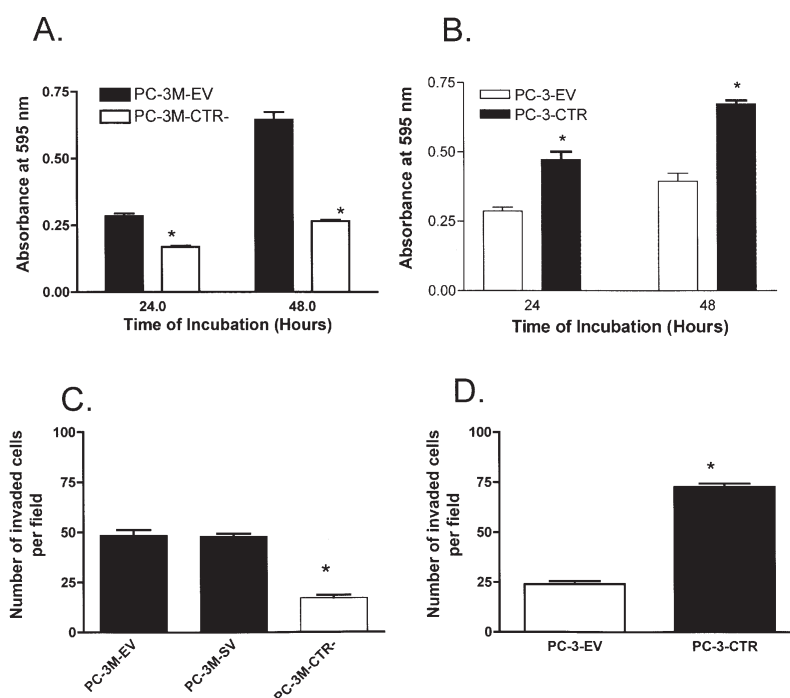 A.
0.75
0.50
0.25
0.00
Absorbance at 595 nm
PC-3M-EV
PC-3M-CTR-
*
*
24.0
48.0
Time of Incubation (Hours)
B.
0.75
0.50
0.25
0.00
Absorbance at 595 nm
PC-3-EV
PC-3-CTR
*
*
24
48
Time of Incubation (Hours)
C.
100
75
50
25
0
Number of invaded cells
per field
*
PC-3M-EV
PC-3M-SV
PC-3M-CTR-
D.
100
75
50
25
0
Number of invaded cells
per field
*
PC-3-EV
PC-3-CTR